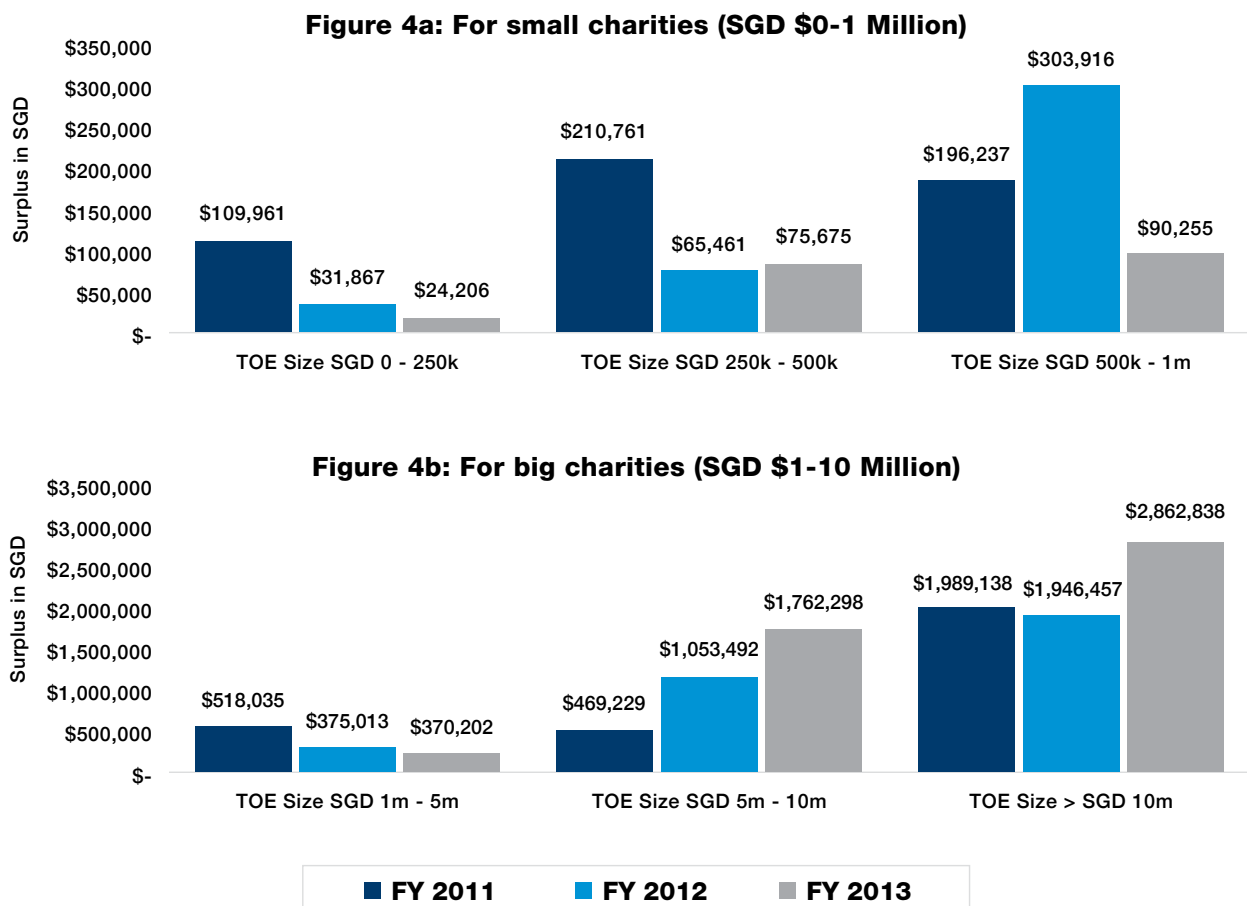 Figure 4a: For small charities (SGD $0-1 Million)
Surplus in SGD
$350,000
$300,000
$250,000
$200,000
$150,000
$100,000
$50,000
$-
$109,961
$31,867
$24,206
$210,761
$65,461
$75,675
$196,237
$303,916
$90,255
TOE Size SGD 0 - 250k
TOE Size SGD 250k - 500k
TOE Size SGD 500k - 1m
Figure 4b: For big charities (SGD $1-10 Million)
Surplus in SGD
$3,500,000
$3,000,000
$2,500,000
$2,000,000
$1,500,000
$1,000,000
$500,000
$-
$518,035
$375,013
$370,202
$469,229
$1,053,492
$1,762,298
$1,989,138
$1,946,457
$2,862,838
TOE Size SGD 1m - 5m
TOE Size SGD 5m - 10m
TOE Size > SGD 10m
FY 2011
FY 2012
FY 2013